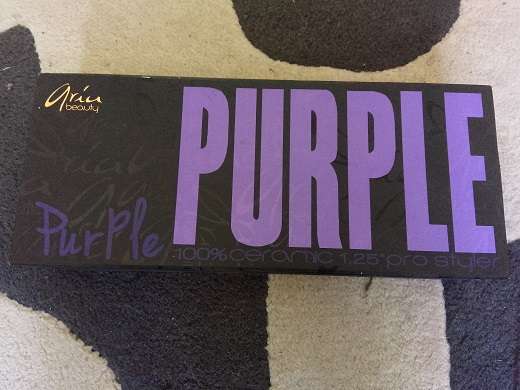 aria
beauty
PURPLE
Purple
100% ceramic 1.25" pro styler